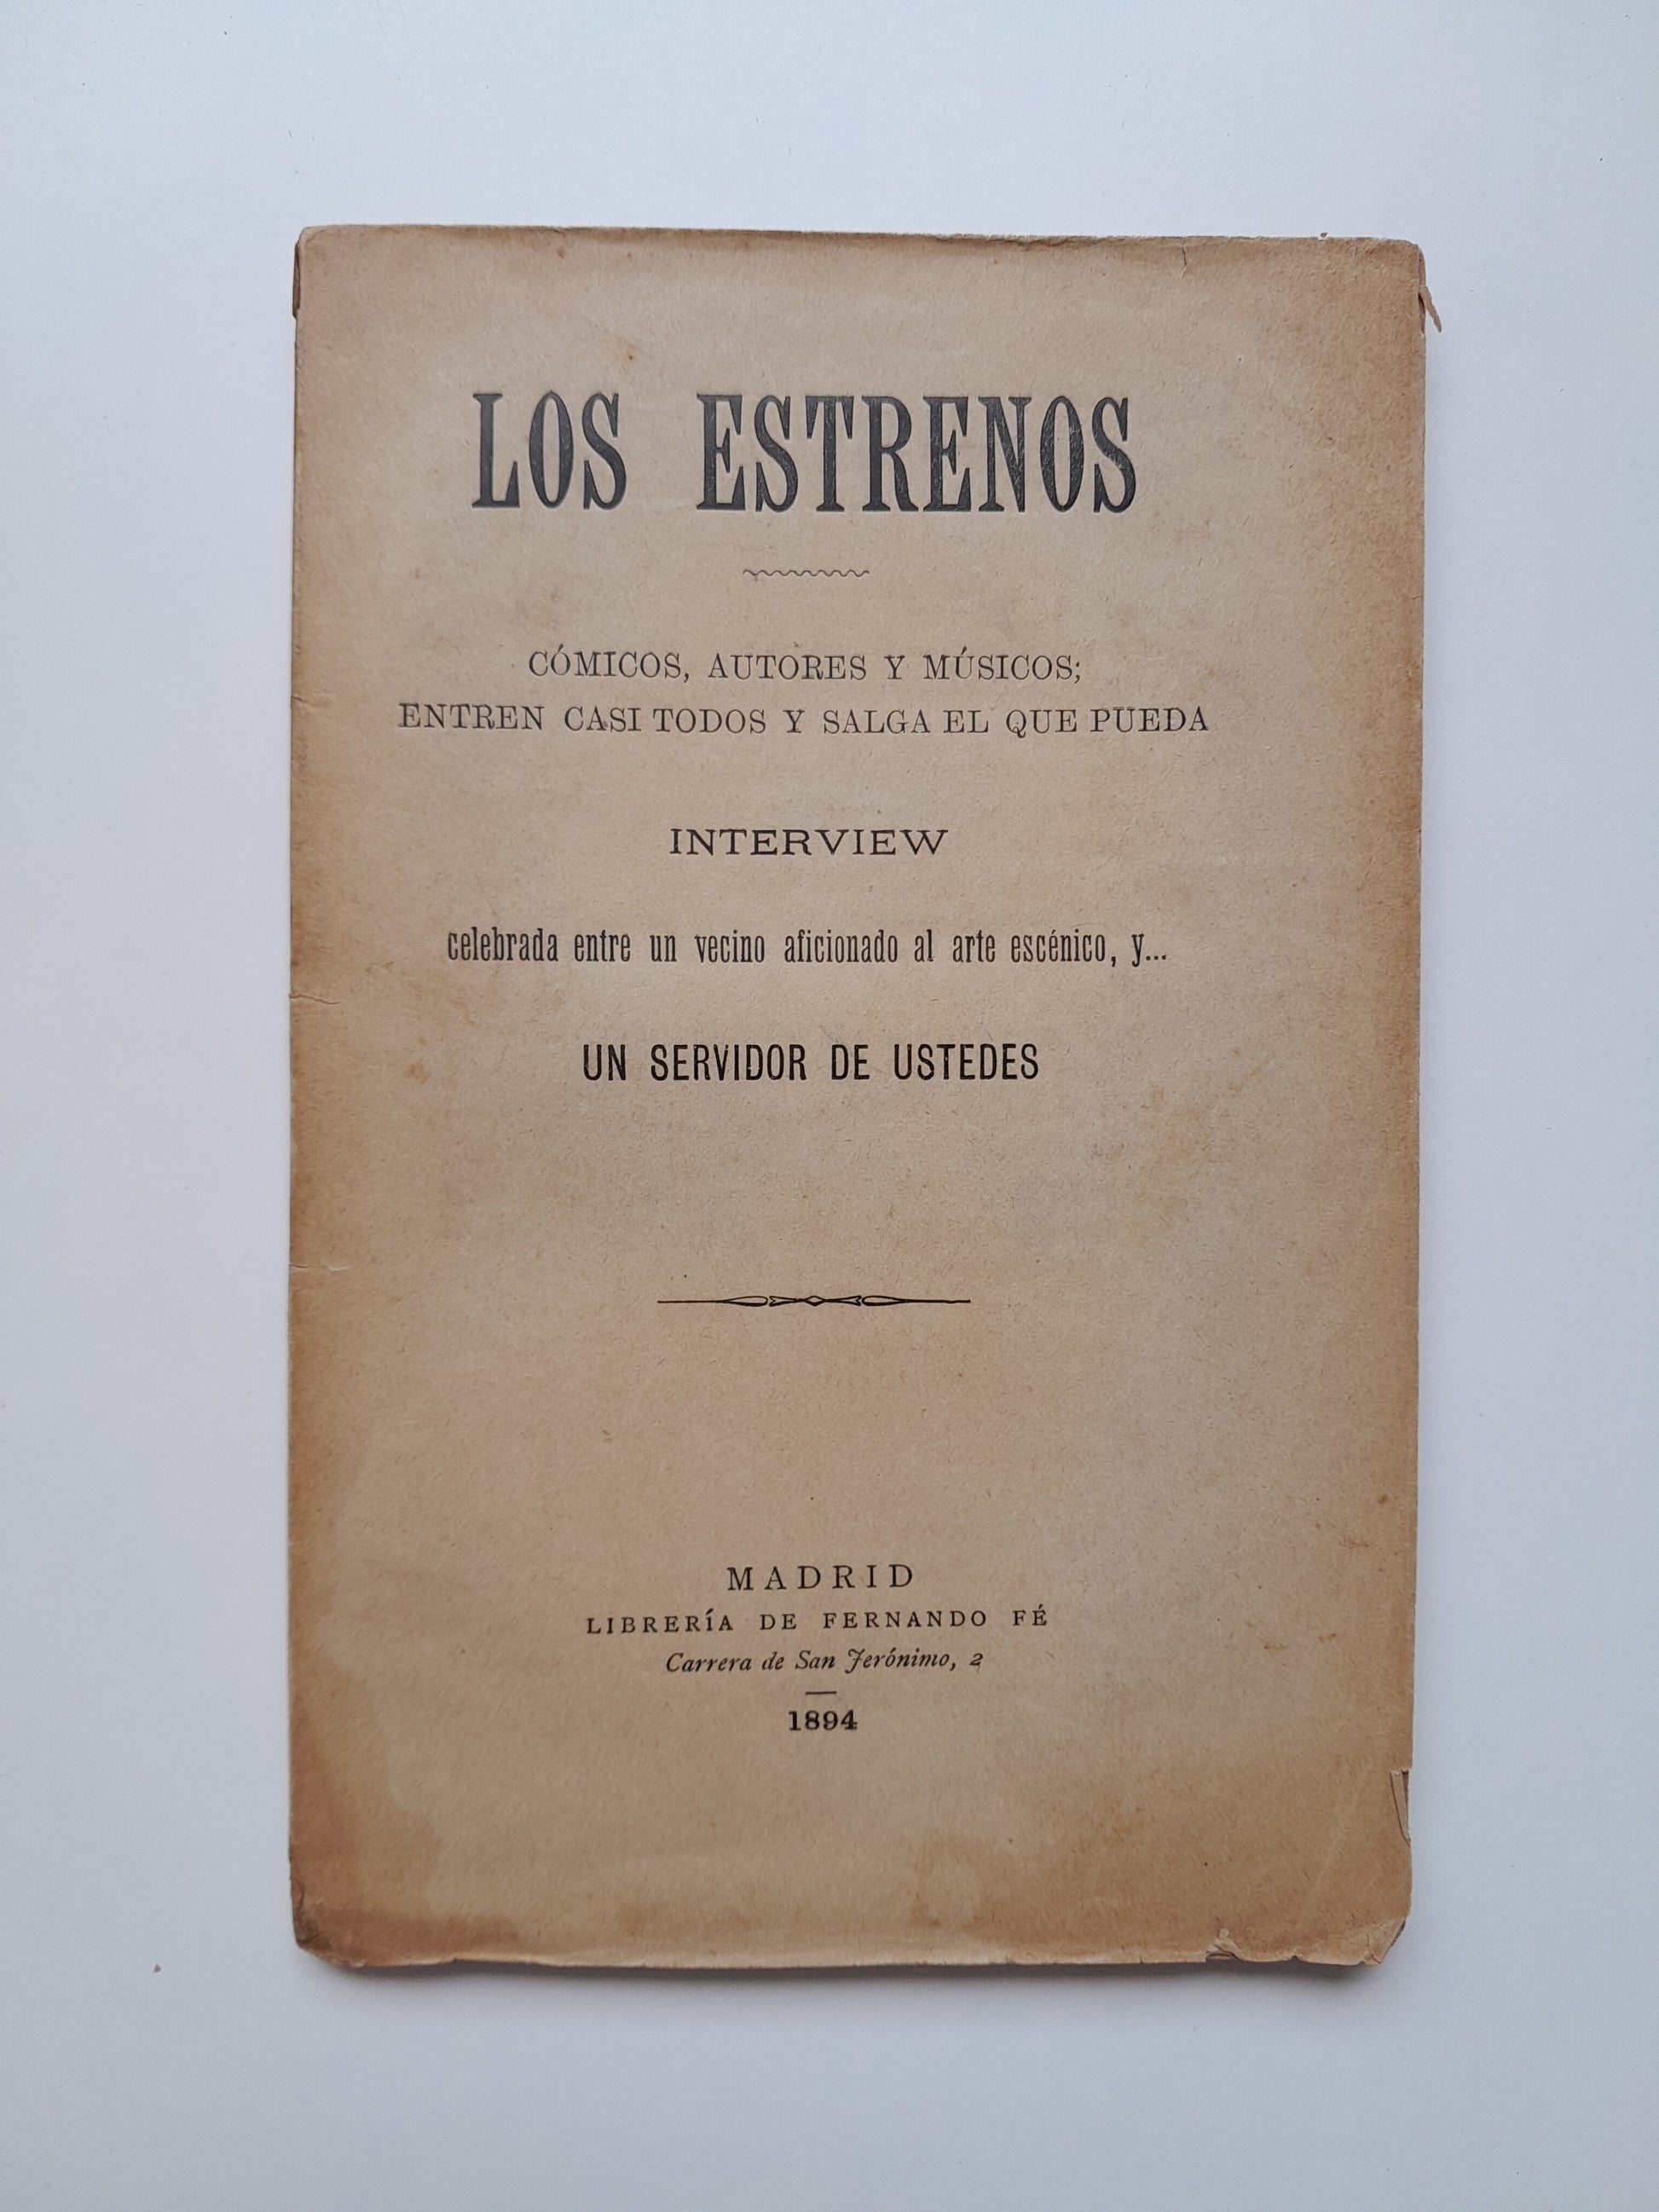 LOS ESTRENOS
CÓMICOS, AUTORES Y MÚSICOS;
ENTREN CASI TODOS Y SALGA EL QUE PUEDA
INTERVIEW
celebrada entre un vecino aficionado al arte escénico, y...
UN SERVIDOR DE USTEDES
MADRID
LIBRERÍA DE FERNANDO FÉ
Carrera de San Jerónimo, 2
1894